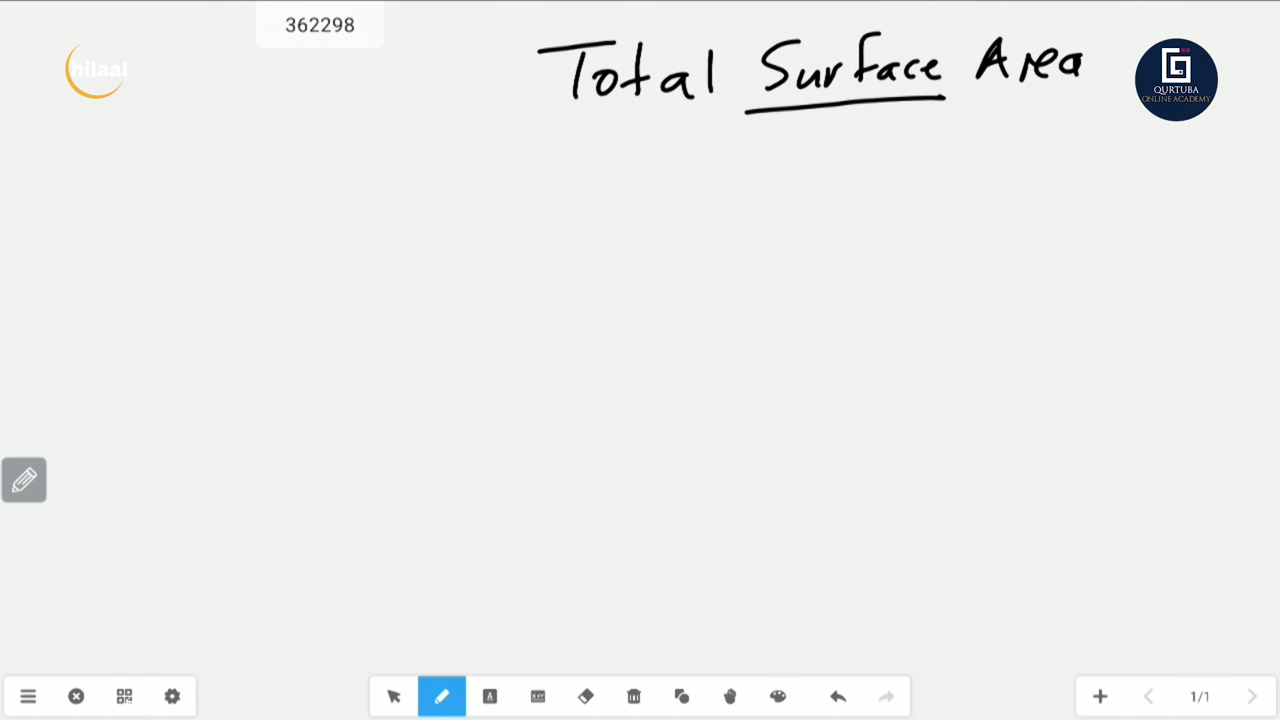 362298
Total Surface Area
hilaal
QURTUBA
ONLINE ACADEMY
1/1